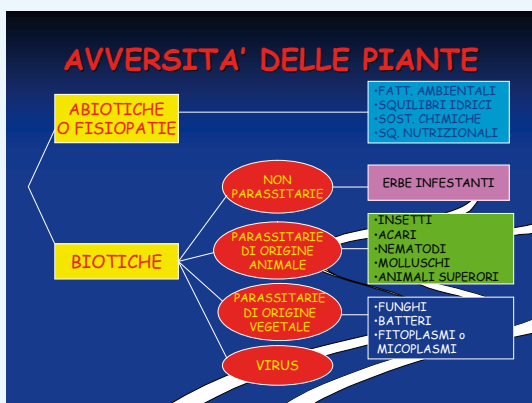 AVVERSITA' DELLE PIANTE
ABIOTICHE
O FISIOPATIE
•FATT. AMBIENTALI
•SQUILIBRI IDRICI
•SOST. CHIMICHE
•SQ. NUTRIZIONALI
BIOTICHE
NON
PARASSITARIE
ERBE INFESTANTI
PARASSITARIE
DI ORIGINE
ANIMALE
•INSETTI
•ACARI
•NEMATODI
•MOLLUSCHI
•ANIMALI SUPERORI
PARASSITARIE
DI ORIGINE
VEGETALE
•FUNGHI
•BATTERI
•FITOPLASMI o
MICOPLASMI
VIRUS